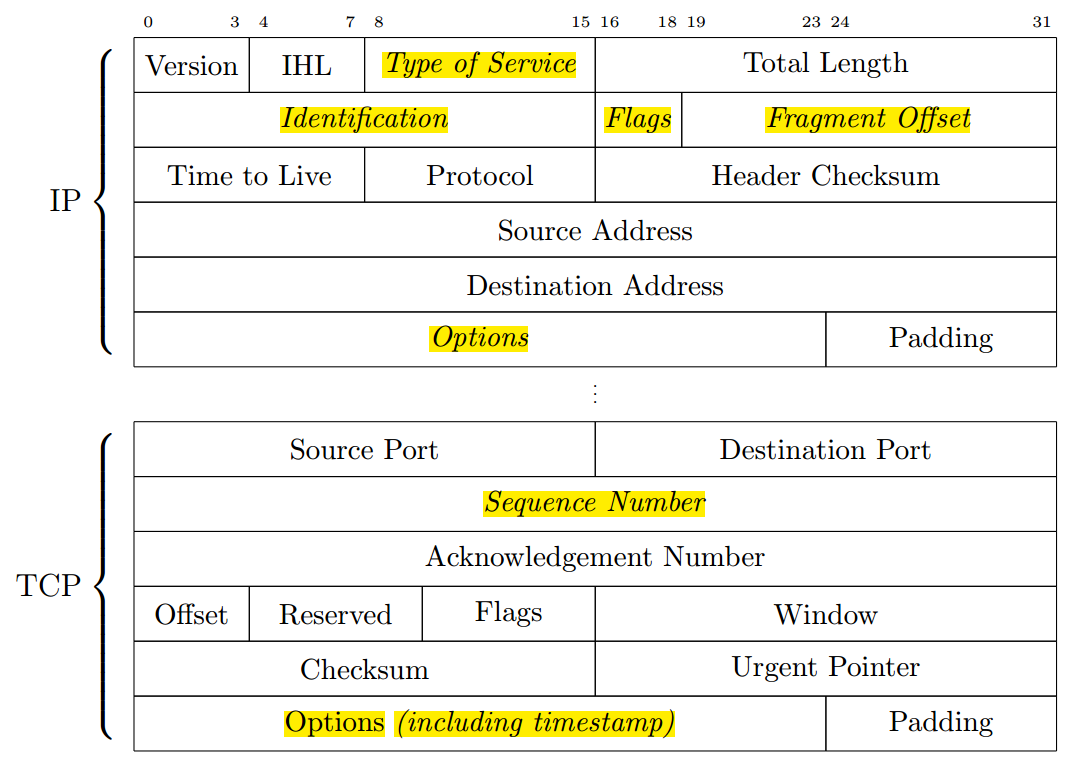 0 3 4 7 8 15 16 18 19 23 24 31
Version IHL Type of Service Total Length
Identification Flags Fragment Offset
Time to Live Protocol Header Checksum
IP
Source Address
Destination Address
Options Padding
⋮
Source Port Destination Port
Sequence Number
Acknowledgement Number
TCP
Offset Reserved Flags Window
Checksum Urgent Pointer
Options (including timestamp) Padding